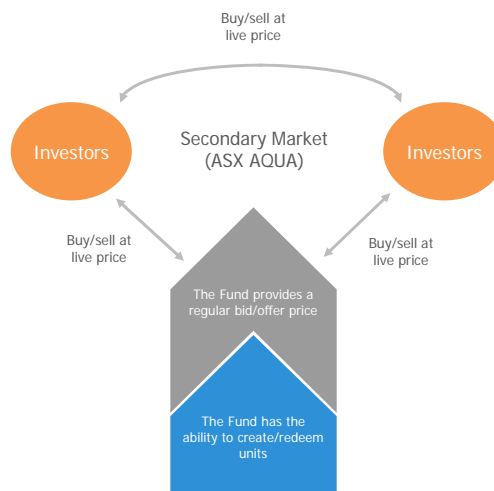 Buy/sell at
live price
Investors
Secondary Market
(ASX AQUA)
Investors
Buy/sell at
live price
Buy/sell at
live price
The Fund provides a
regular bid/offer price
The Fund has the
ability to create/redeem
units